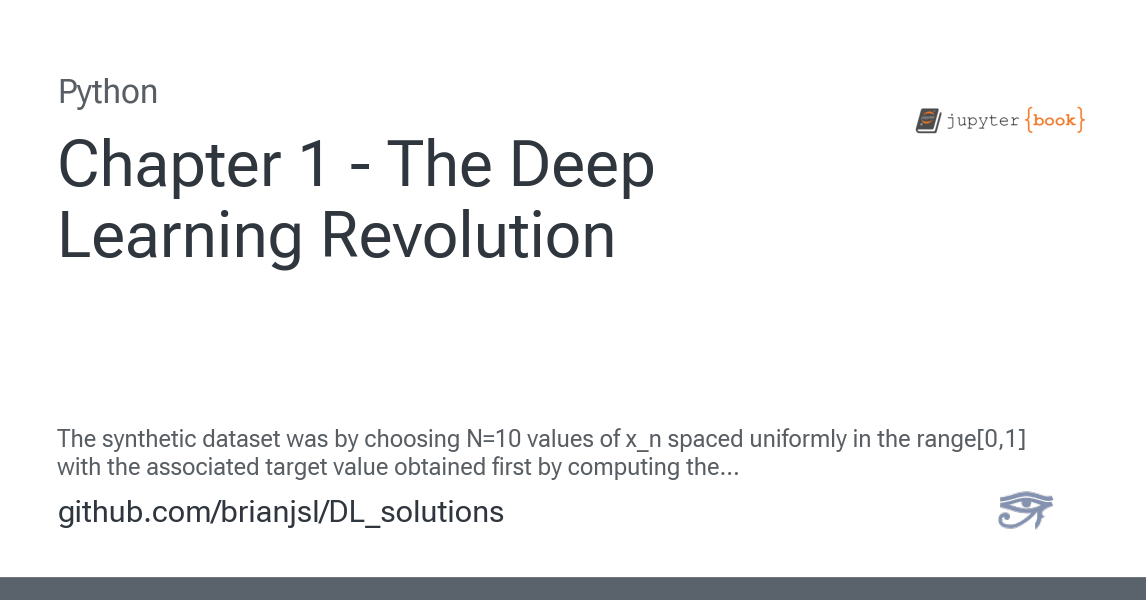 Python
jupyter {book}
Chapter 1 - The Deep
Learning Revolution
The synthetic dataset was by choosing N=10 values of x_n spaced uniformly in the range[0,1]
with the associated target value obtained first by computing the...
github.com/brianjsl/DL_solutions